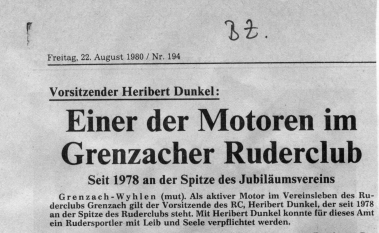 BZ.
Freitag, 22. August 1980 / Nr. 194
Vorsitzender Heribert Dunkel:
Einer der Motoren im
Grenzacher Ruderclub
Seit 1978 an der Spitze des Jubiläumsvereins
Grenzach-Wyhlen (mut). Als aktiver Motor im Vereinsleben des Ru-
derclubs Grenzach gilt der Vorsitzende des RC, Heribert Dunkel, der seit 1978
an der Spitze des Ruderclubs steht. Mit Heribert Dunkel konnte für dieses Amt
ein Rudersportler mit Leib und Seele verpflichtet werden.